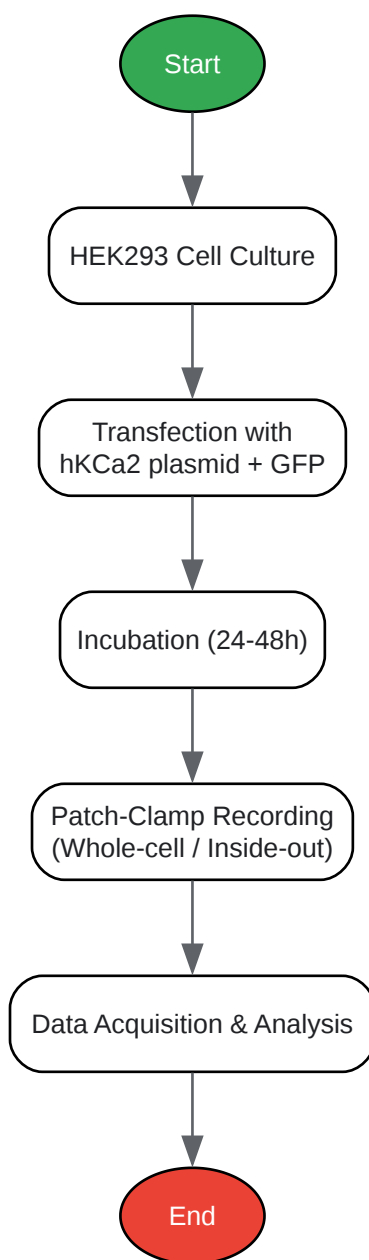 Start
HEK293 Cell Culture
Transfection with
hKCa2 plasmid + GFP
Incubation (24-48h)
Patch-Clamp Recording
(Whole-cell / Inside-out)
Data Acquisition & Analysis
End